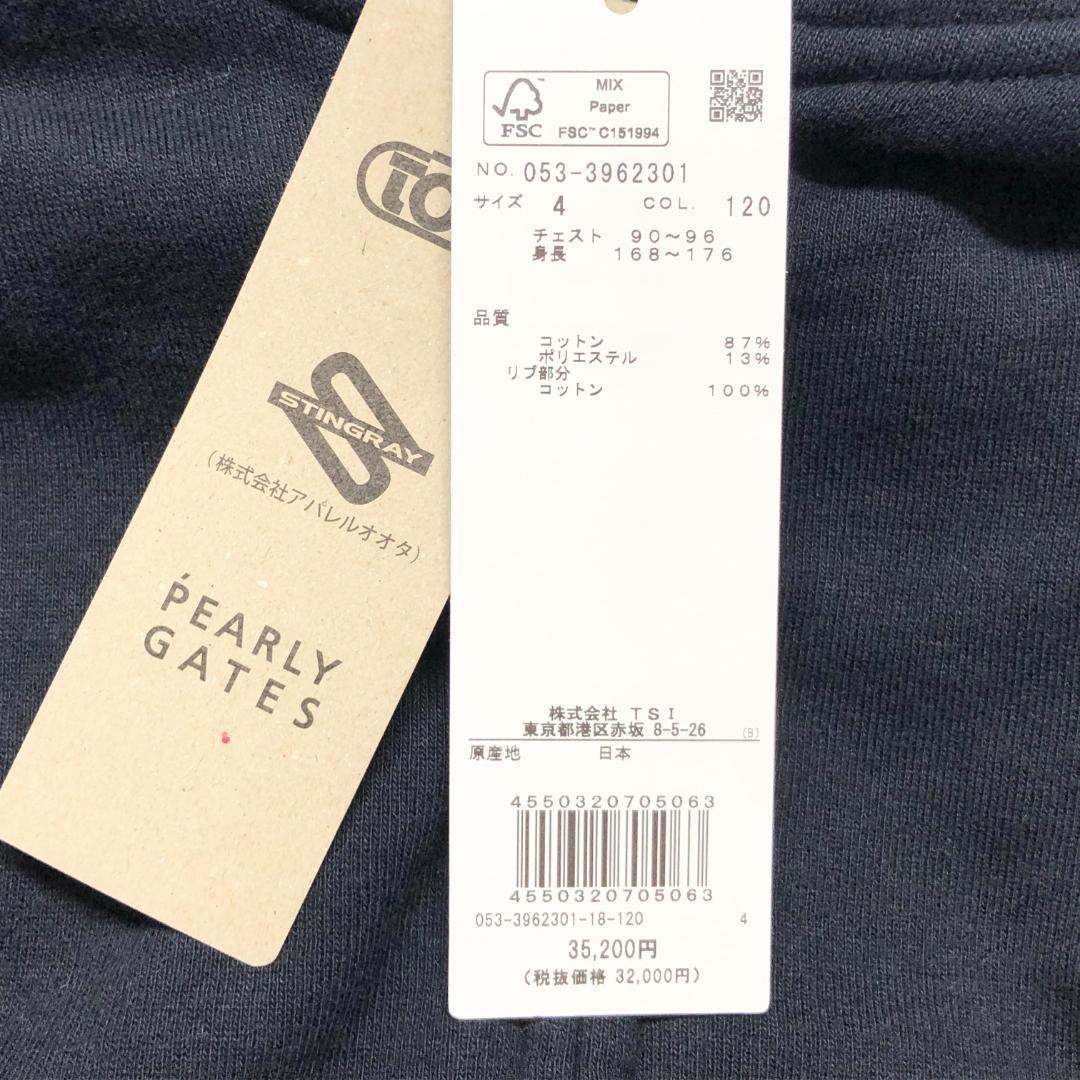 STINGRAY
(株式会社アパレルオオタ)
PEARLY
GATES
FSC
MIX
Paper
FSC™ C151994
NO. 053-3962301
サイズ 4 COL. 120
チェスト 90～96
身長 168～176
品質
コットン 87%
ポリエステル 13%
リブ部分
コットン 100%
株式会社 TSI
東京都港区赤坂 8-5-26 (B)
原産地 日本
4550320705063
4550320705063
053-3962301-18-120 4
35,200円
(税抜価格 32,000円)